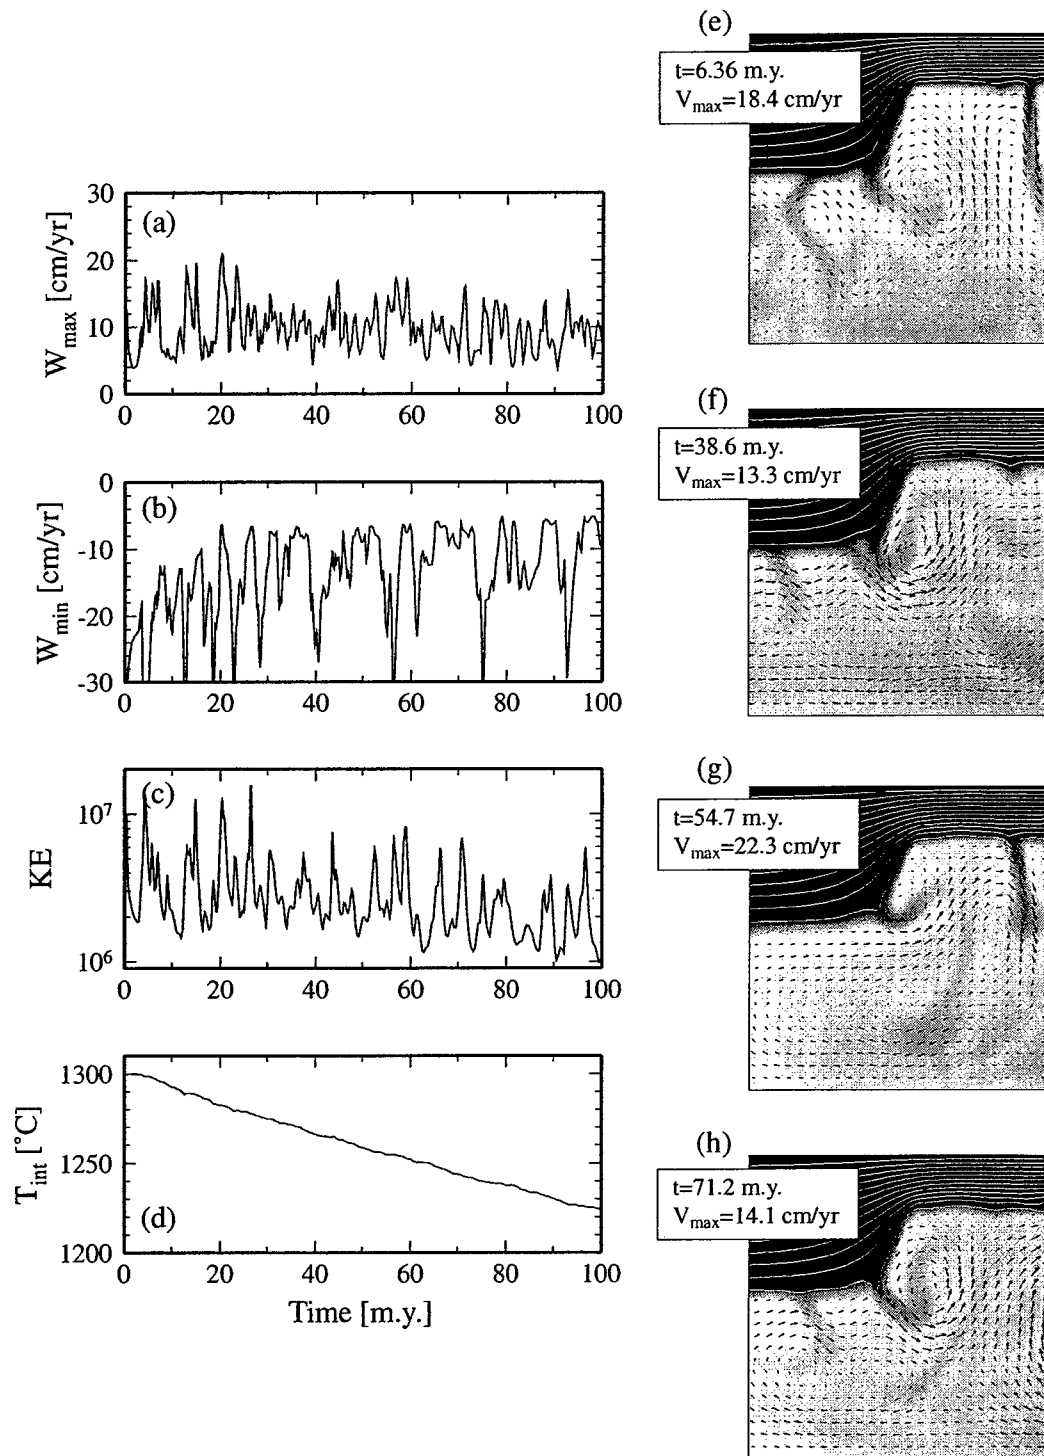 (a)
W_max [cm/yr]
30
20
10
0
0 20 40 60 80 100
(b)
W_min [cm/yr]
0
-10
-20
-30
0 20 40 60 80 100
(c)
KE
10^7
10^6
0 20 40 60 80 100
(d)
T_int [°C]
1300
1250
1200
0 20 40 60 80 100
Time [m.y.]
(e)
t=6.36 m.y.
V_max=18.4 cm/yr
(f)
t=38.6 m.y.
V_max=13.3 cm/yr
(g)
t=54.7 m.y.
V_max=22.3 cm/yr
(h)
t=71.2 m.y.
V_max=14.1 cm/yr